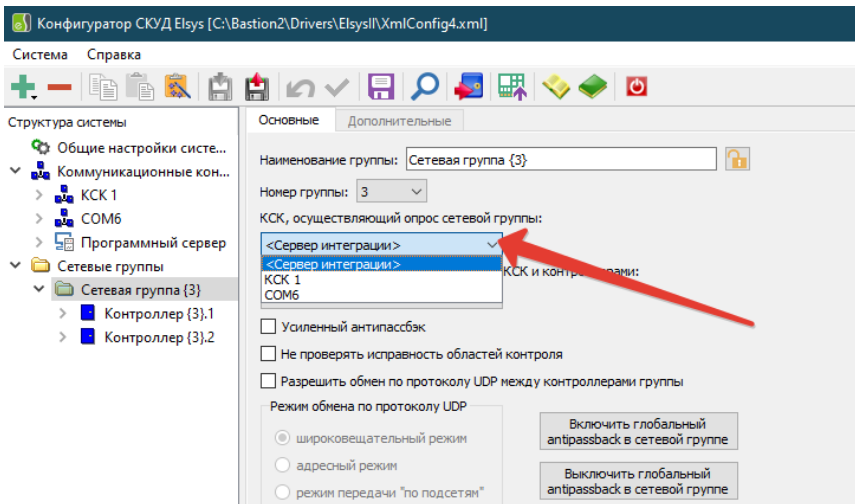 Конфигуратор СКУД Elsys [C:\Bastion2\Drivers\ElsysII\XmlConfig4.xml]
Система Справка
Структура системы
Общие настройки систе...
Коммуникационные кон...
КСК 1
COM6
Программный сервер
Сетевые группы
Сетевая группа {3}
Контроллер {3}.1
Контроллер {3}.2
Основные Дополнительные
Наименование группы: Сетевая группа {3}
Номер группы: 3
КСК, осуществляющий опрос сетевой группы:
<Сервер интеграции>
<Сервер интеграции>
КСК 1
COM6
КСК и контроллерами:
Усиленный антипассбэк
Не проверять исправность областей контроля
Разрешить обмен по протоколу UDP между контроллерами группы
Режим обмена по протоколу UDP
широковещательный режим
адресный режим
режим передачи "по подсетям"
Включить глобальный
antipassback в сетевой группе
Выключить глобальный
antipassback в сетевой группе